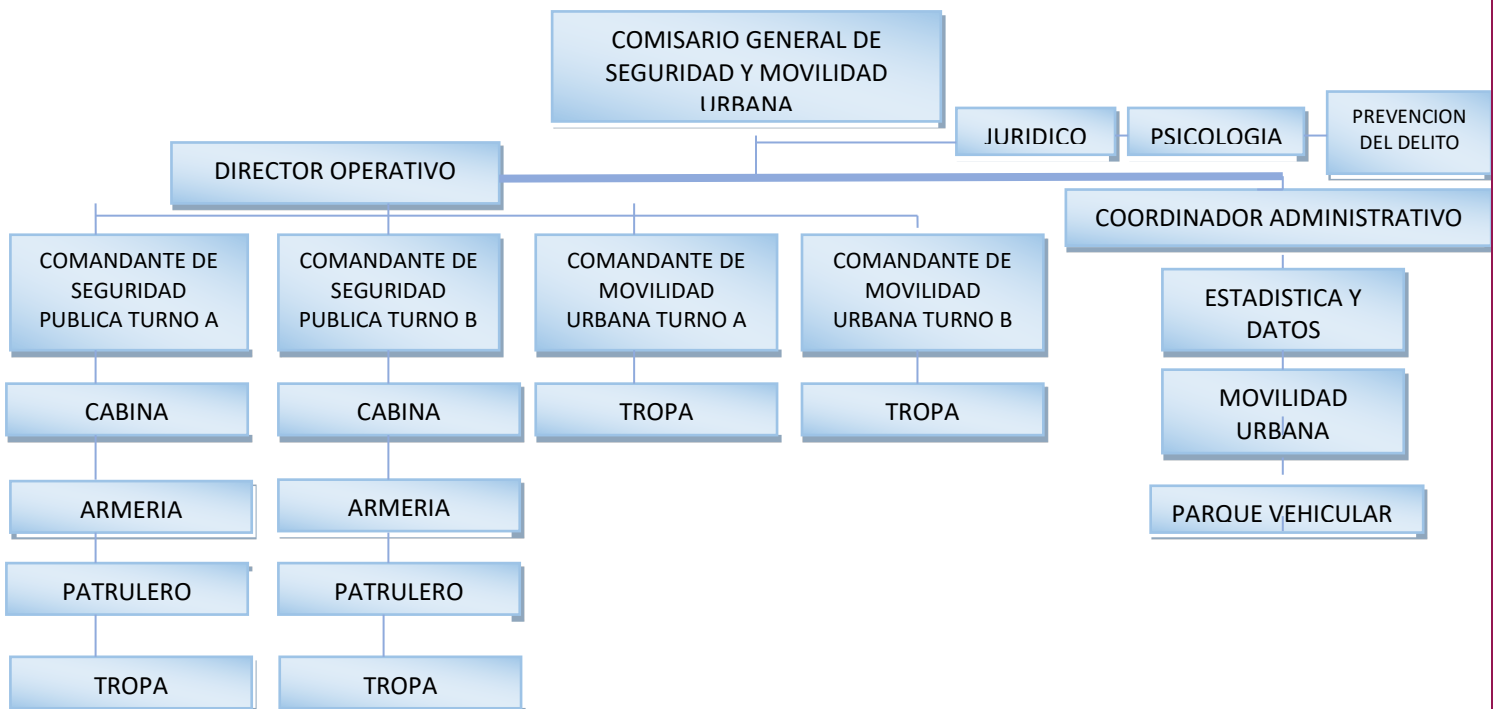 COMISARIO GENERAL DE
SEGURIDAD Y MOVILIDAD
URBANA
JURIDICO
PSICOLOGIA
PREVENCION
DEL DELITO
DIRECTOR OPERATIVO
COORDINADOR ADMINISTRATIVO
COMANDANTE DE
SEGURIDAD
PUBLICA TURNO A
COMANDANTE DE
SEGURIDAD
PUBLICA TURNO B
COMANDANTE DE
MOVILIDAD
URBANA TURNO A
COMANDANTE DE
MOVILIDAD
URBANA TURNO B
ESTADISTICA Y
DATOS
CABINA
CABINA
TROPA
TROPA
MOVILIDAD
URBANA
ARMERIA
ARMERIA
PARQUE VEHICULAR
PATRULERO
PATRULERO
TROPA
TROPA